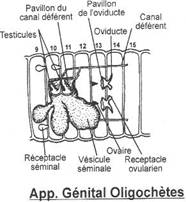 Pavillon du
canal déférent
Pavillon de
l'oviducte
Canal
déférent
Testicules
Oviducte
9 10 11 12 13 14 15
Ovaire
Réceptacle
séminal
Vésicule
séminale
Receptacle
ovularien
App. Génital Oligochètes